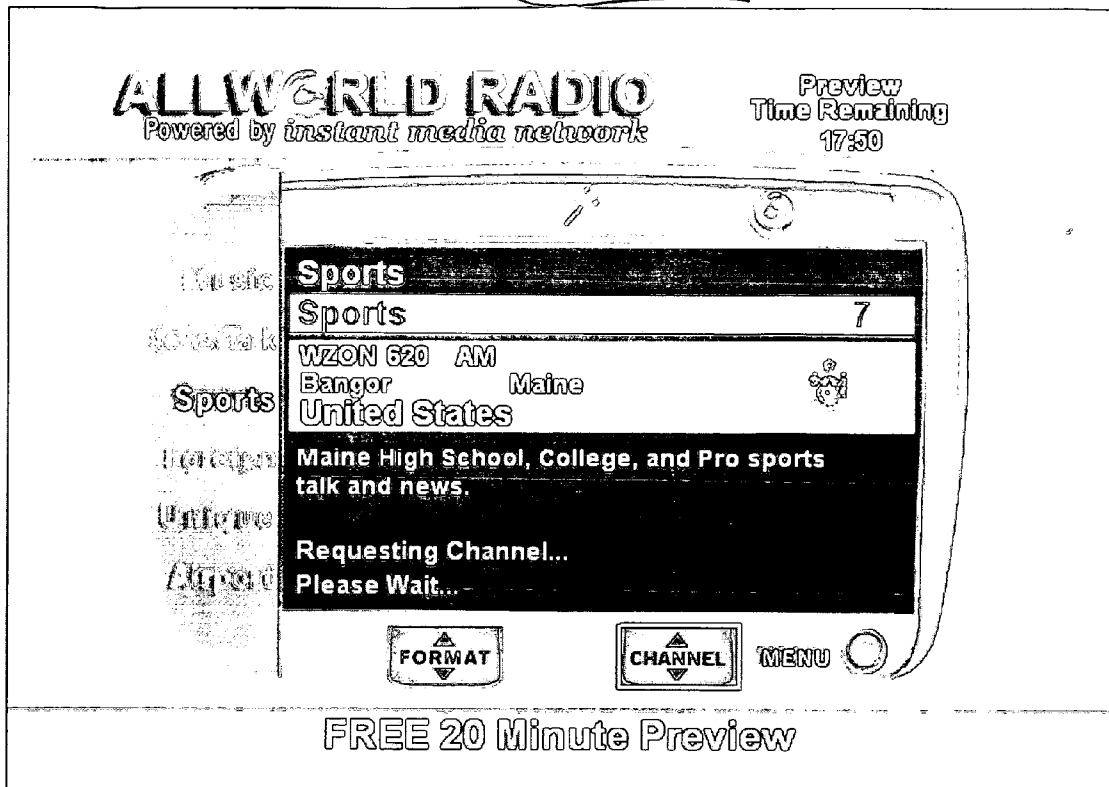 ALLWORLD RADIO
Powered by instant media network
Preview
Time Remaining
17:50
Music
Sports
Unique
Airport
Sports
Sports 7
WZON 620 AM
Bangor Maine
United States
Maine High School, College, and Pro sports
talk and news.
Requesting Channel...
Please Wait...
FORMAT
CHANNEL
MENU
FREE 20 Minute Preview